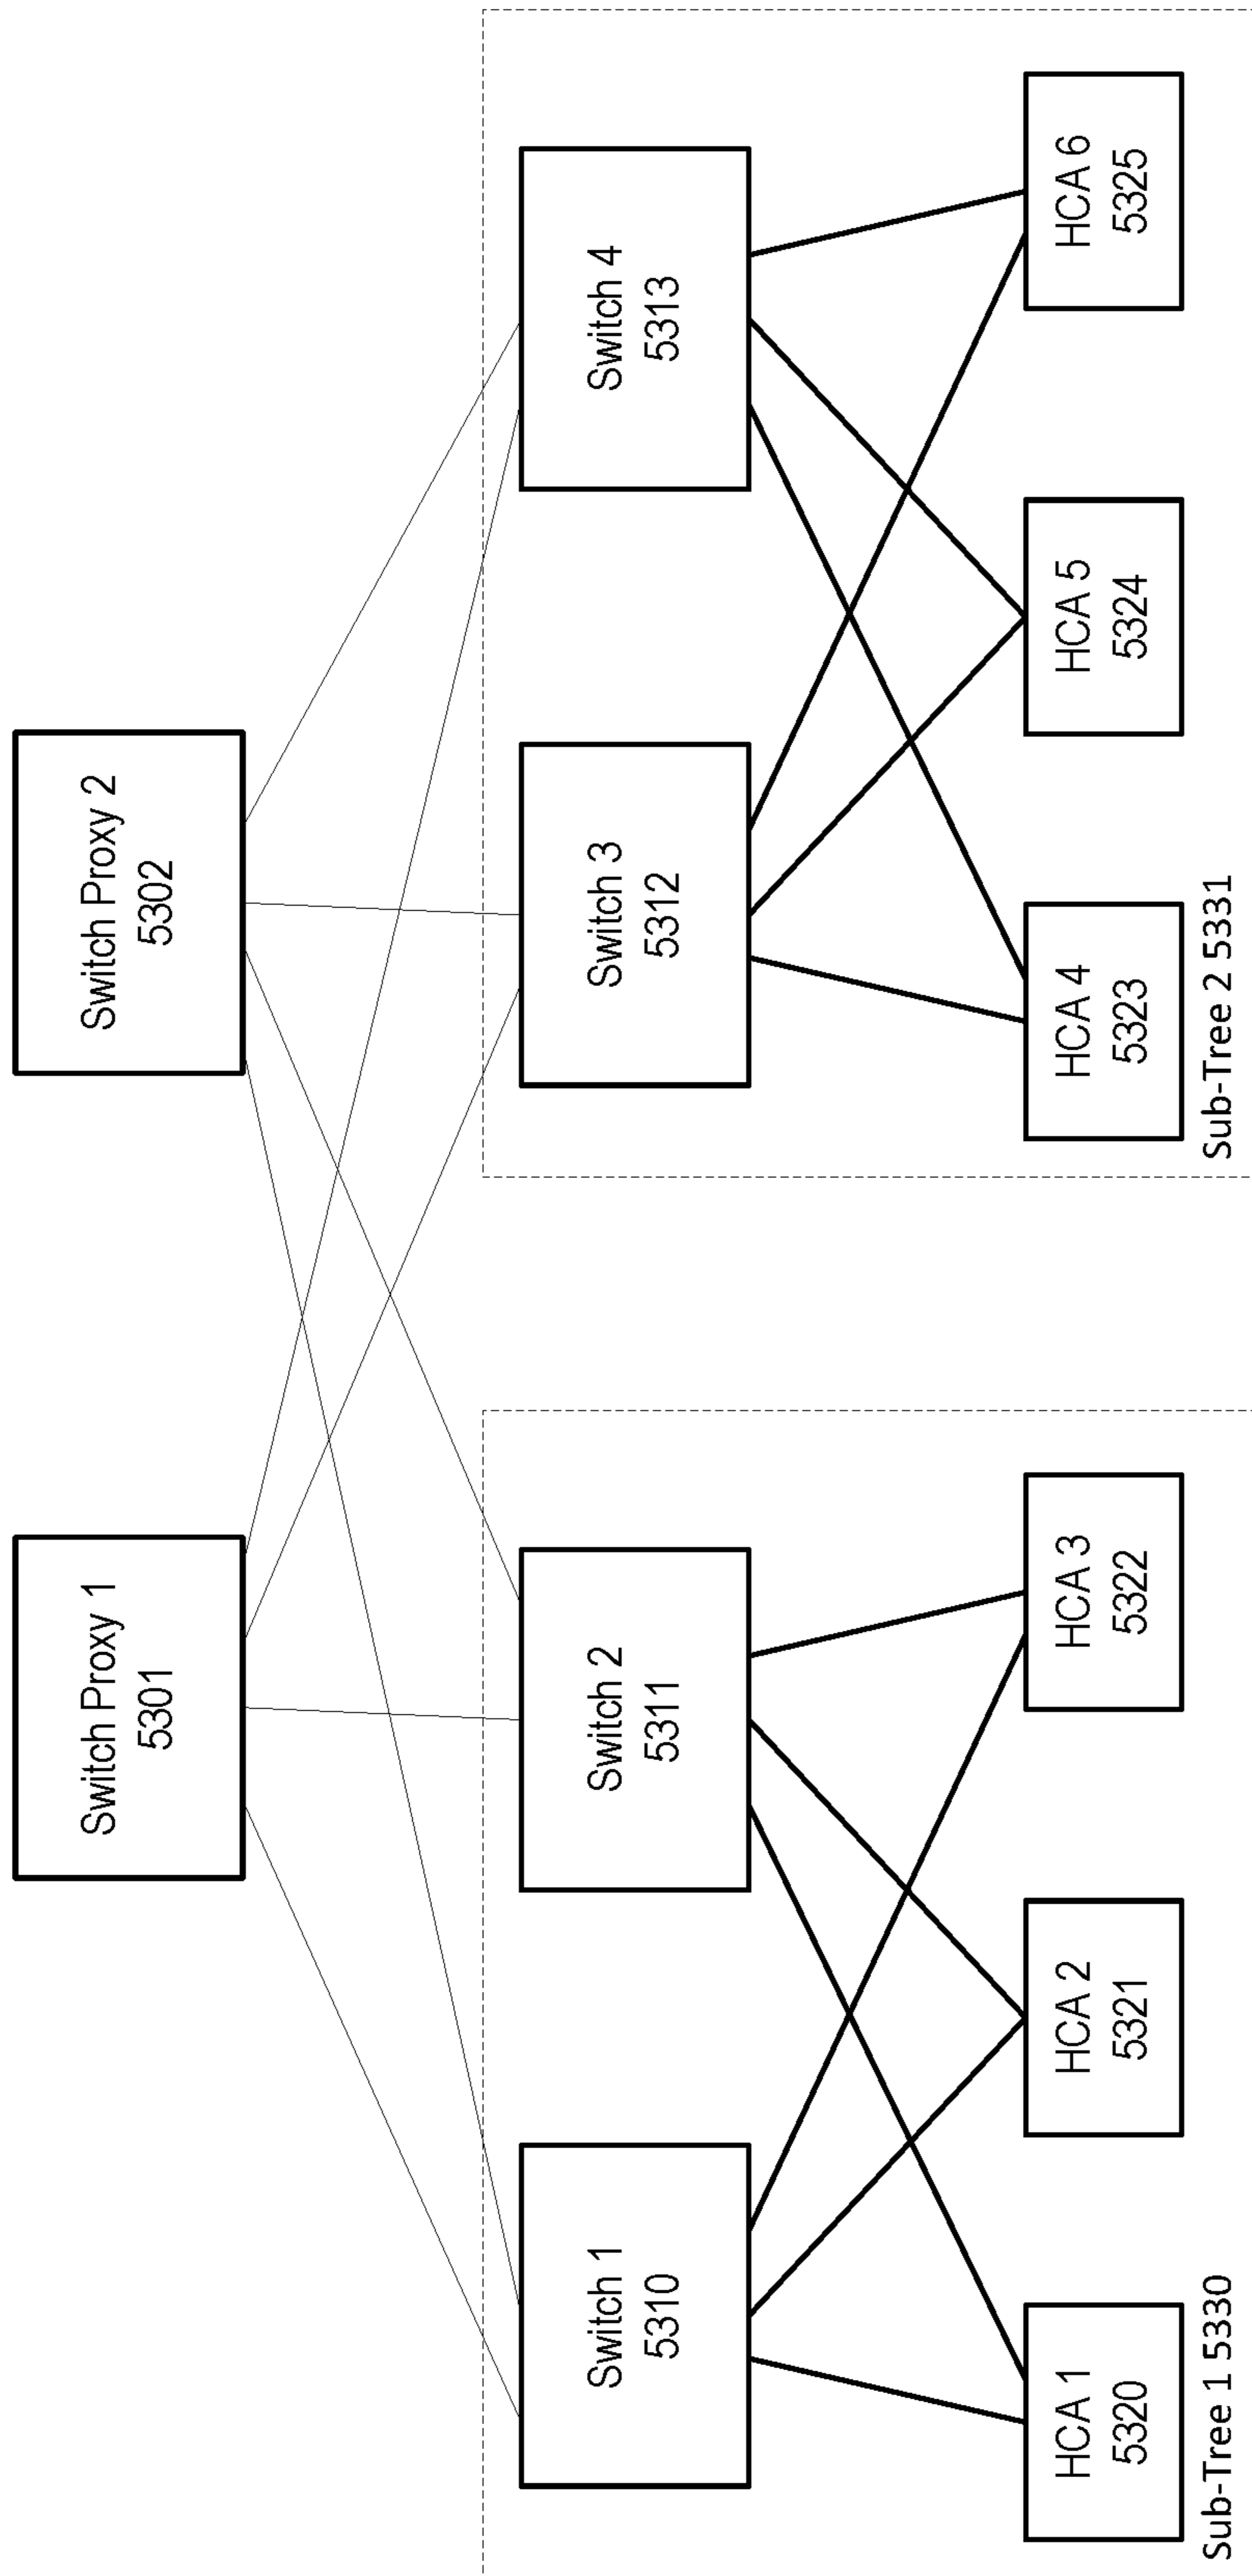 Switch Proxy 1
5301
Switch Proxy 2
5302
Switch 1
5310
Switch 2
5311
Switch 3
5312
Switch 4
5313
HCA 1
5320
HCA 2
5321
HCA 3
5322
HCA 4
5323
HCA 5
5324
HCA 6
5325
Sub-Tree 1 5330
Sub-Tree 2 5331